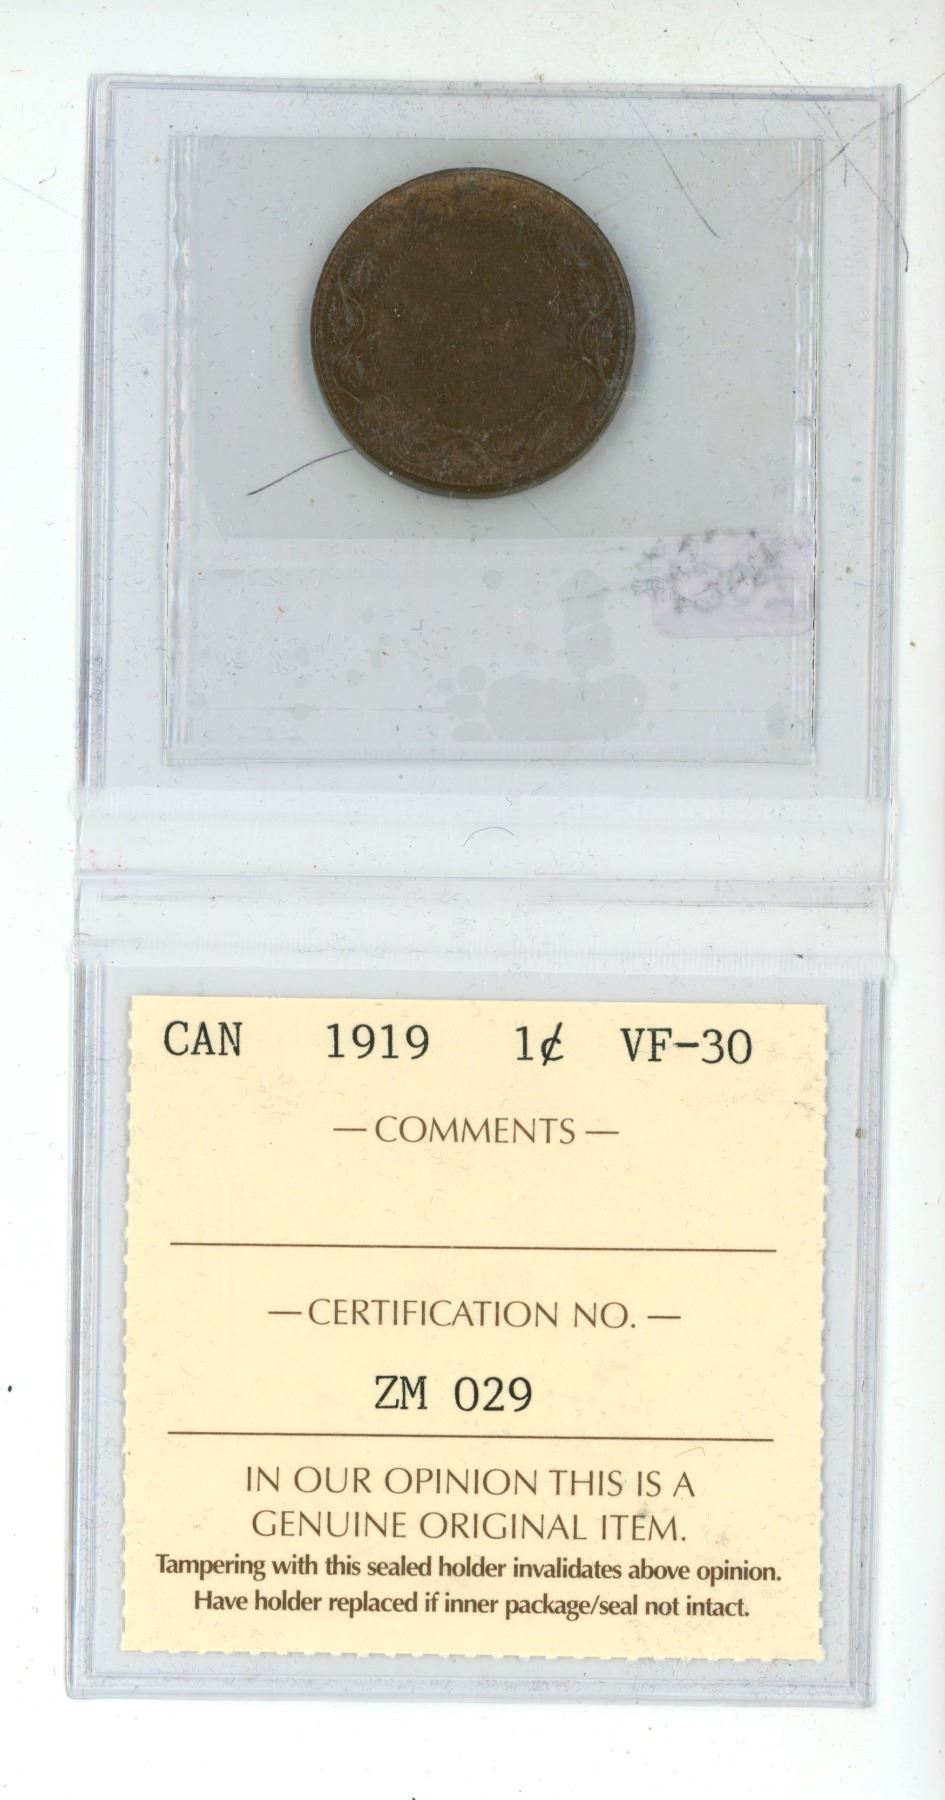 CAN 1919 1¢ VF-30
— COMMENTS —
— CERTIFICATION NO. —
ZM 029
IN OUR OPINION THIS IS A
GENUINE ORIGINAL ITEM.
Tampering with this sealed holder invalidates above opinion.
Have holder replaced if inner package/seal not intact.